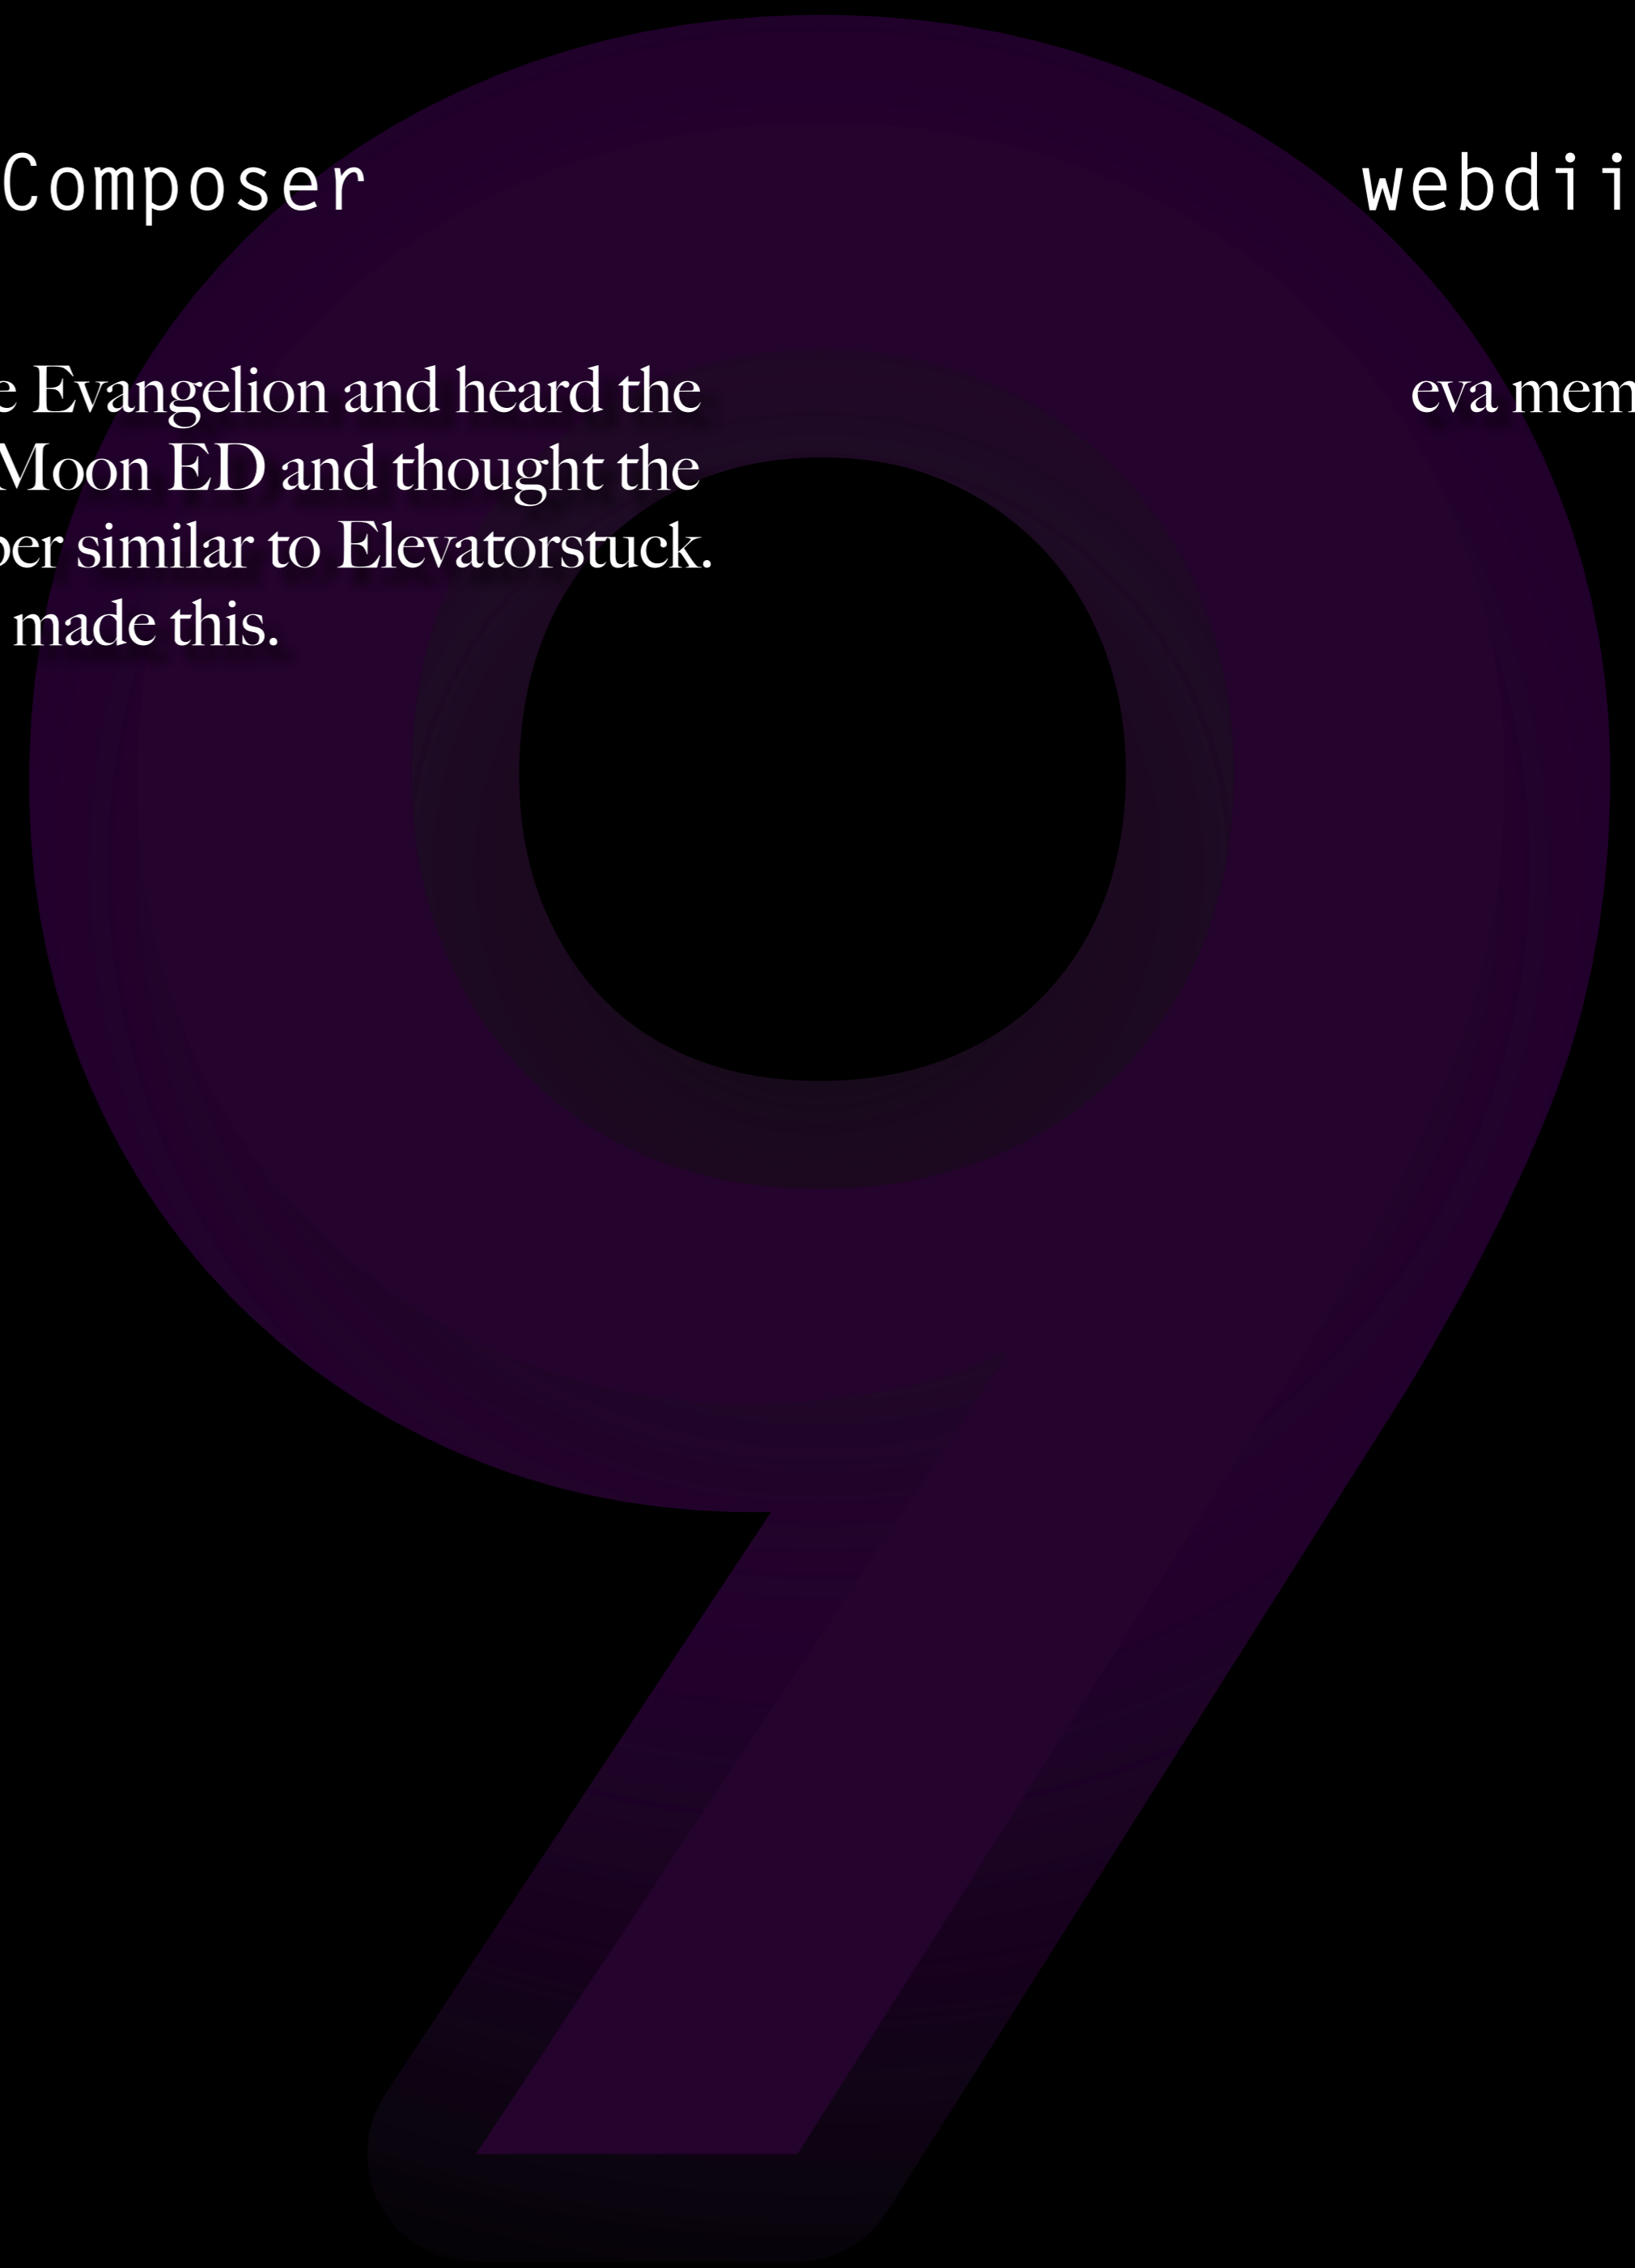 Composer
webdii
e Evangelion and heard the
Moon ED and thought the
per similar to Elevatorstuck.
made this.
eva mem
9